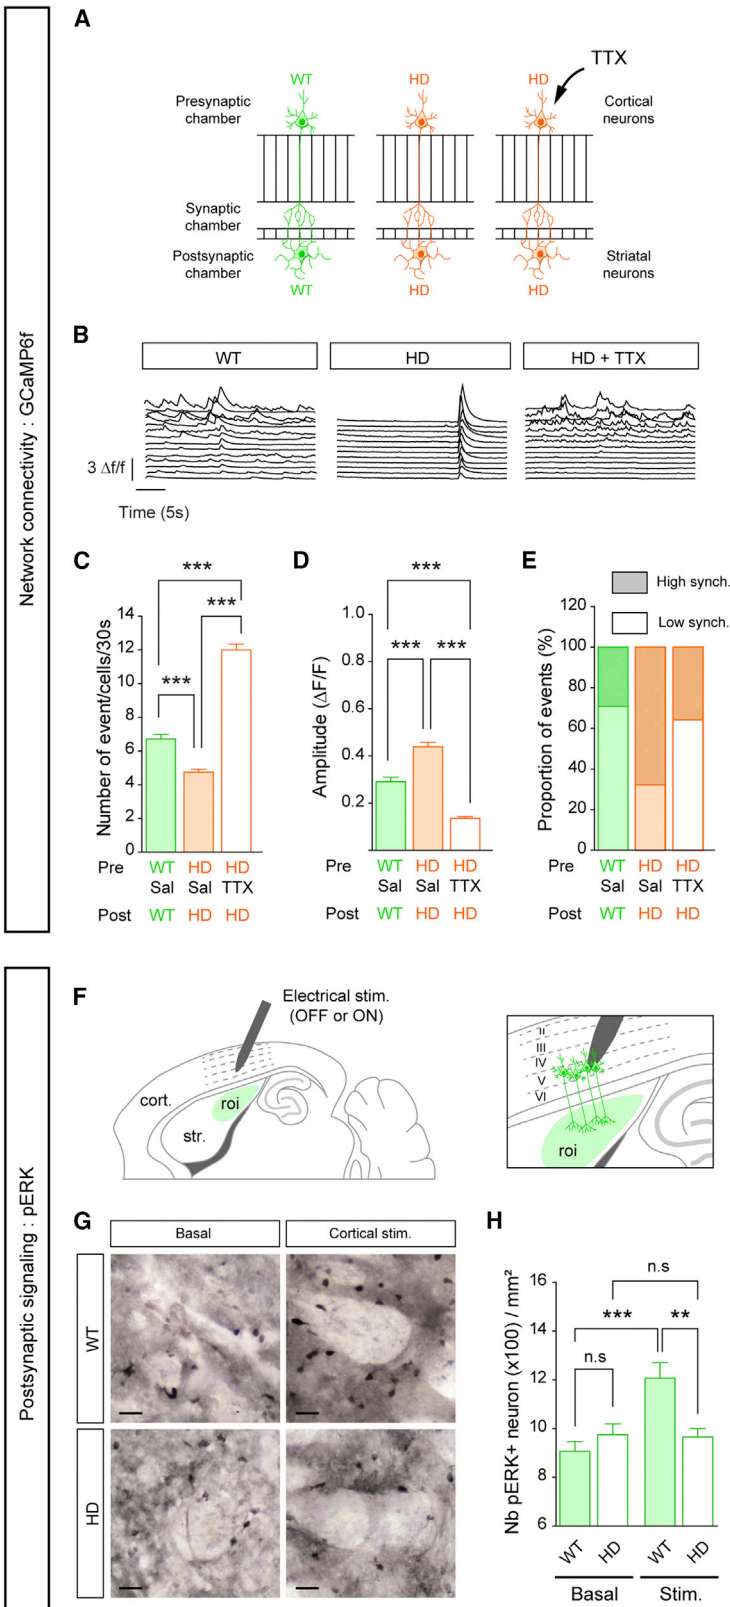 Network connectivity : GCaMP6f
A
TTX
WT
HD
HD
Presynaptic
chamber
Cortical
neurons
Synaptic
chamber
Postsynaptic
chamber
Striatal
neurons
WT
HD
HD
B
WT
HD
HD + TTX
3 Δf/f
Time (5s)
C
***
***
***
Number of event/cells/30s
14
12
10
8
6
4
2
0
Pre
WT
HD
HD
Sal
Sal
TTX
Post
WT
HD
HD
D
***
***
***
Amplitude (ΔF/F)
1.0
0.8
0.6
0.4
0.2
Pre
WT
HD
HD
Sal
Sal
TTX
Post
WT
HD
HD
E
High synch.
Low synch.
Proportion of events (%)
120
100
80
60
40
20
0
WT
HD
HD
Sal
Sal
TTX
WT
HD
HD
Postsynaptic signaling : pERK
F
Electrical stim.
(OFF or ON)
cort.
roi
str.
II
III
IV
V
VI
roi
G
Basal
Cortical stim.
WT
HD
H
n.s
***
**
n.s
Nb pERK+ neuron (x100) / mm²
16
14
12
10
8
6
WT
HD
WT
HD
Basal
Stim.